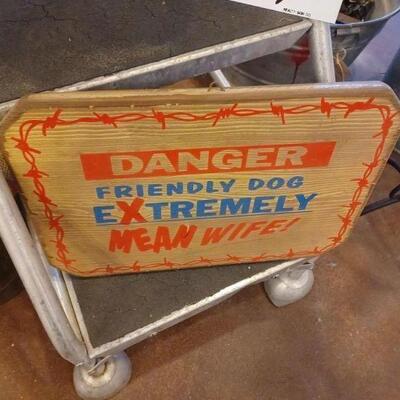 DANGER
FRIENDLY DOG
EXTREMELY
MEAN WIFE!